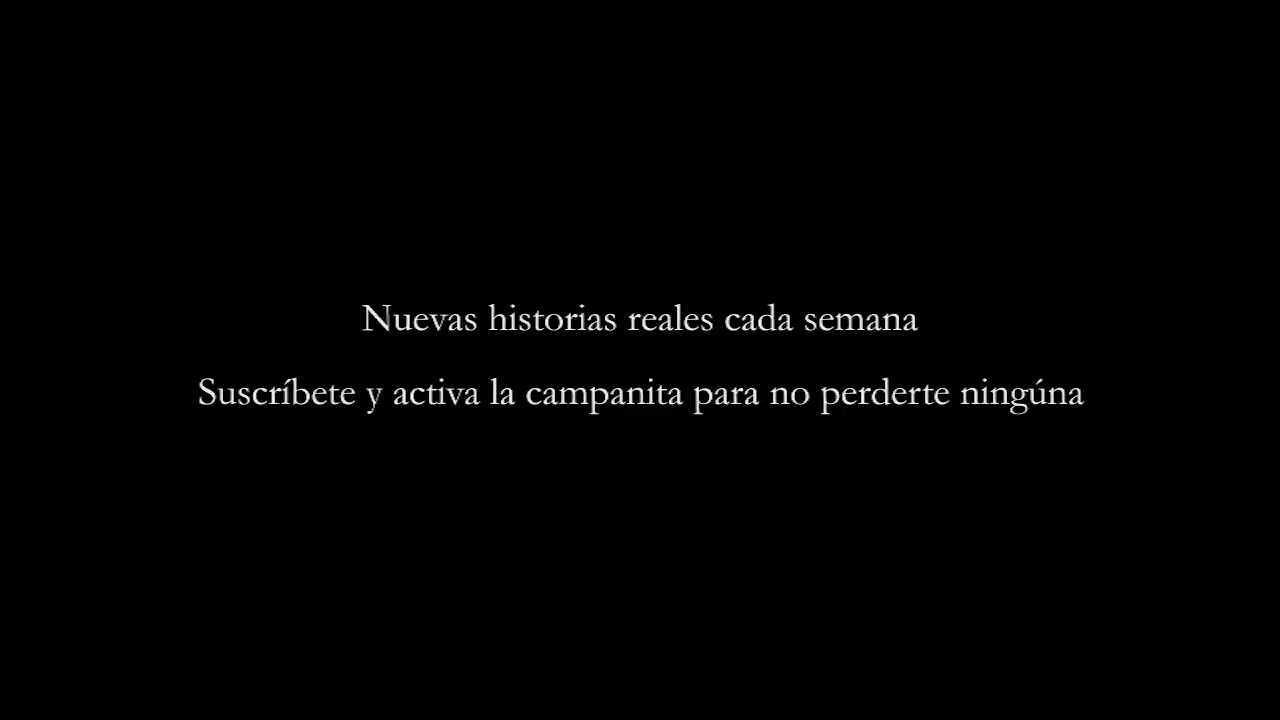 Nuevas historias reales cada semana
Suscríbete y activa la campanita para no perderte ningúna